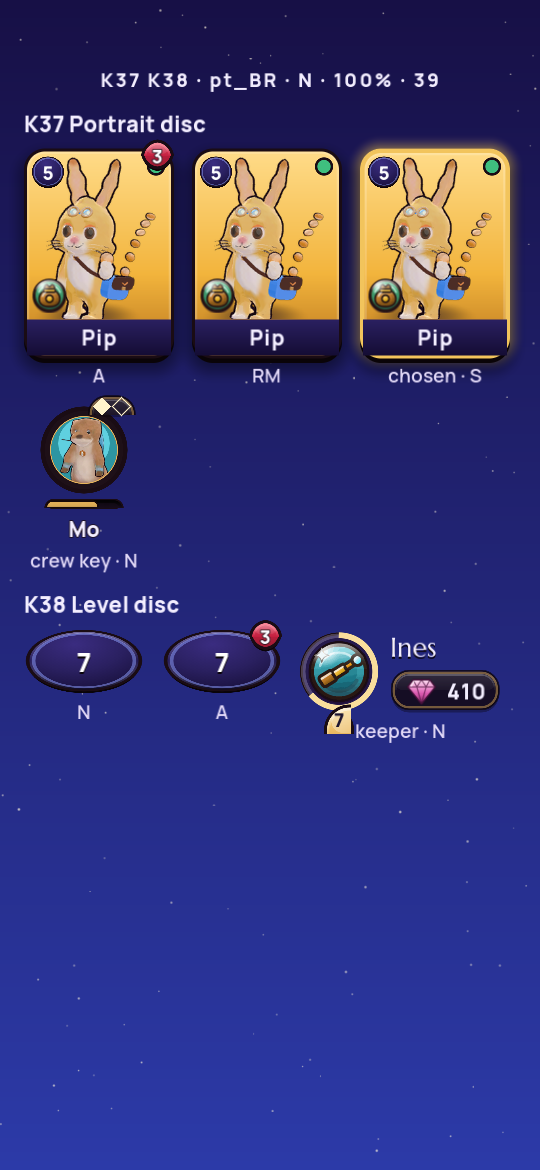 K37 K38 · pt_BR · N · 100% · 39
K37 Portrait disc
5 3 5 5
Pip Pip Pip
A RM chosen · S
Mo
crew key · N
K38 Level disc
7 7 3 Ines
410
7
N A keeper · N